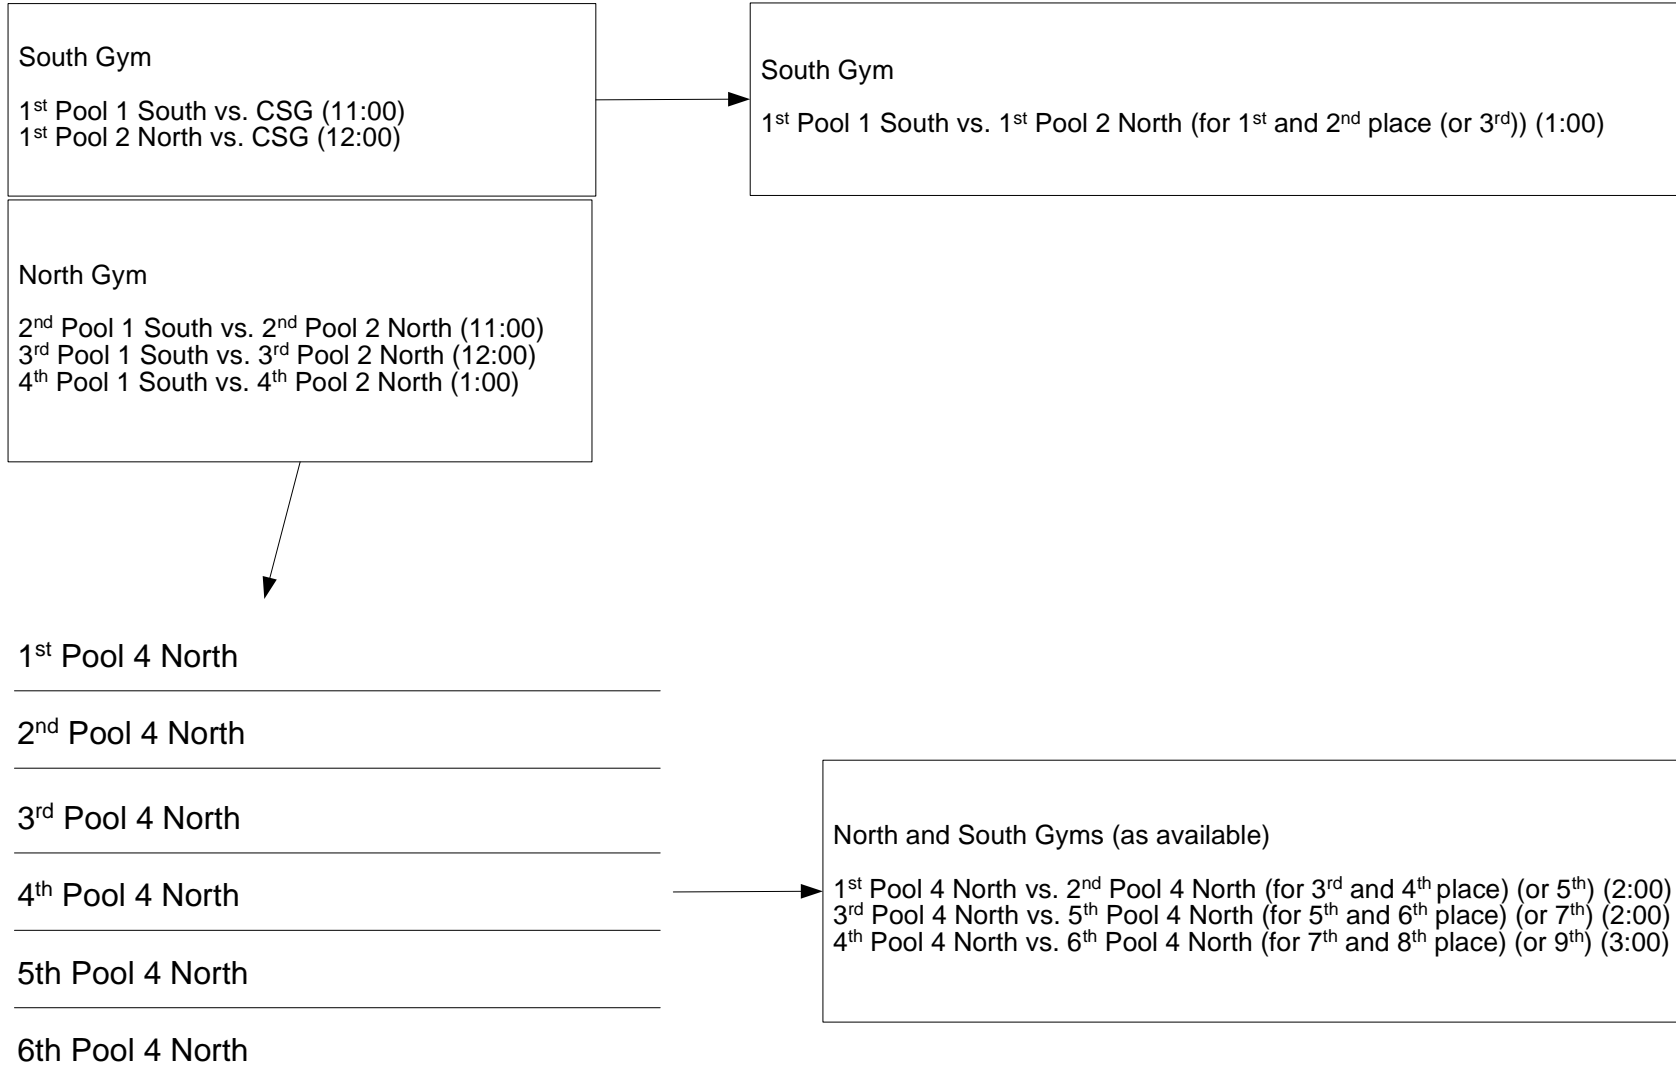 South Gym
1st Pool 1 South vs. CSG (11:00)
1st Pool 2 North vs. CSG (12:00)
South Gym
1st Pool 1 South vs. 1st Pool 2 North (for 1st and 2nd place (or 3rd)) (1:00)
North Gym
2nd Pool 1 South vs. 2nd Pool 2 North (11:00)
3rd Pool 1 South vs. 3rd Pool 2 North (12:00)
4th Pool 1 South vs. 4th Pool 2 North (1:00)
1st Pool 4 North
2nd Pool 4 North
3rd Pool 4 North
4th Pool 4 North
5th Pool 4 North
6th Pool 4 North
North and South Gyms (as available)
1st Pool 4 North vs. 2nd Pool 4 North (for 3rd and 4th place) (or 5th) (2:00)
3rd Pool 4 North vs. 5th Pool 4 North (for 5th and 6th place) (or 7th) (2:00)
4th Pool 4 North vs. 6th Pool 4 North (for 7th and 8th place) (or 9th) (3:00)